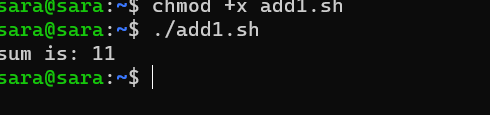 sara@sara:~$ chmod +x add1.sh
sara@sara:~$ ./add1.sh
sum is: 11
sara@sara:~$